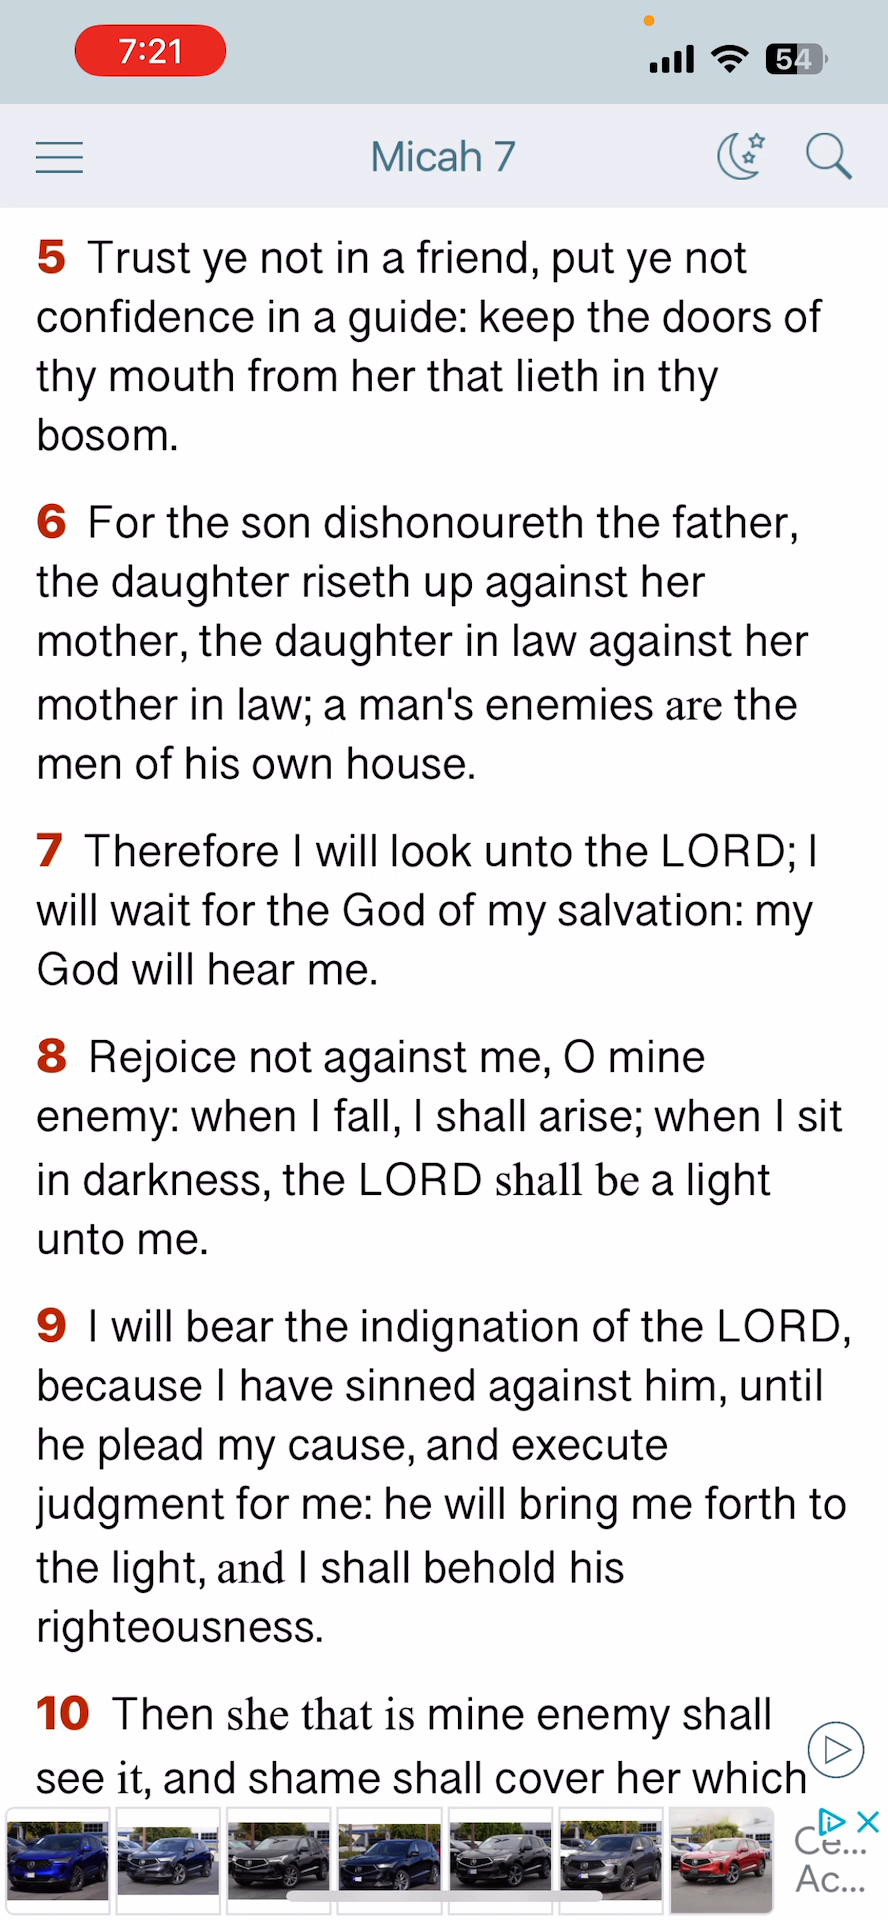 7:21
54
Micah 7
5 Trust ye not in a friend, put ye not
confidence in a guide: keep the doors of
thy mouth from her that lieth in thy
bosom.
6 For the son dishonoureth the father,
the daughter riseth up against her
mother, the daughter in law against her
mother in law; a man's enemies are the
men of his own house.
7 Therefore I will look unto the LORD; I
will wait for the God of my salvation: my
God will hear me.
8 Rejoice not against me, O mine
enemy: when I fall, I shall arise; when I sit
in darkness, the LORD shall be a light
unto me.
9 I will bear the indignation of the LORD,
because I have sinned against him, until
he plead my cause, and execute
judgment for me: he will bring me forth to
the light, and I shall behold his
righteousness.
10 Then she that is mine enemy shall
see it, and shame shall cover her which
Ce...
Ac...